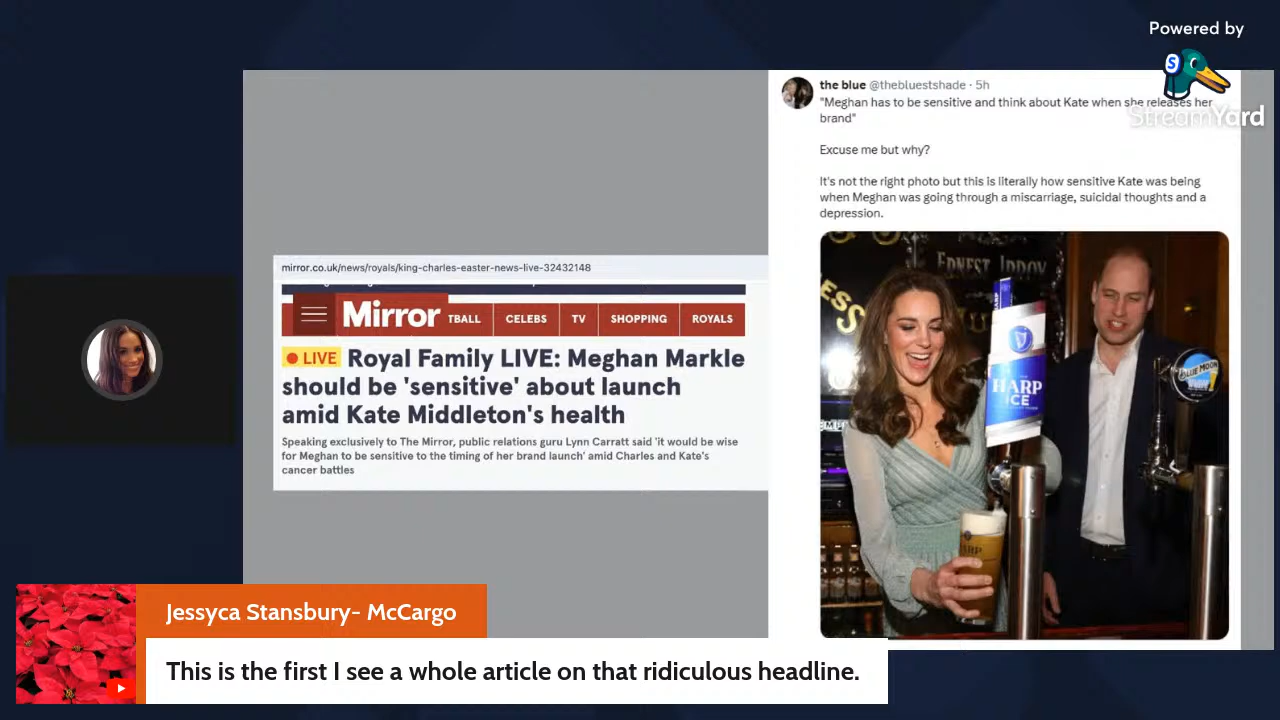 Powered by
StreamYard
the blue @thebluestshade · 5h
"Meghan has to be sensitive and think about Kate when she releases her
brand"
Excuse me but why?
It's not the right photo but this is literally how sensitive Kate was being
when Meghan was going through a miscarriage, suicidal thoughts and a
depression.
HARP
ICE
BLUE MOON
HARP
mirror.co.uk/news/royals/king-charles-easter-news-live-32432148
Mirror TBALL CELEBS TV SHOPPING ROYALS
LIVE Royal Family LIVE: Meghan Markle
should be 'sensitive' about launch
amid Kate Middleton's health
Speaking exclusively to The Mirror, public relations guru Lynn Carratt said 'it would be wise
for Meghan to be sensitive to the timing of her brand launch' amid Charles and Kate's
cancer battles
Jessyca Stansbury- McCargo
This is the first I see a whole article on that ridiculous headline.